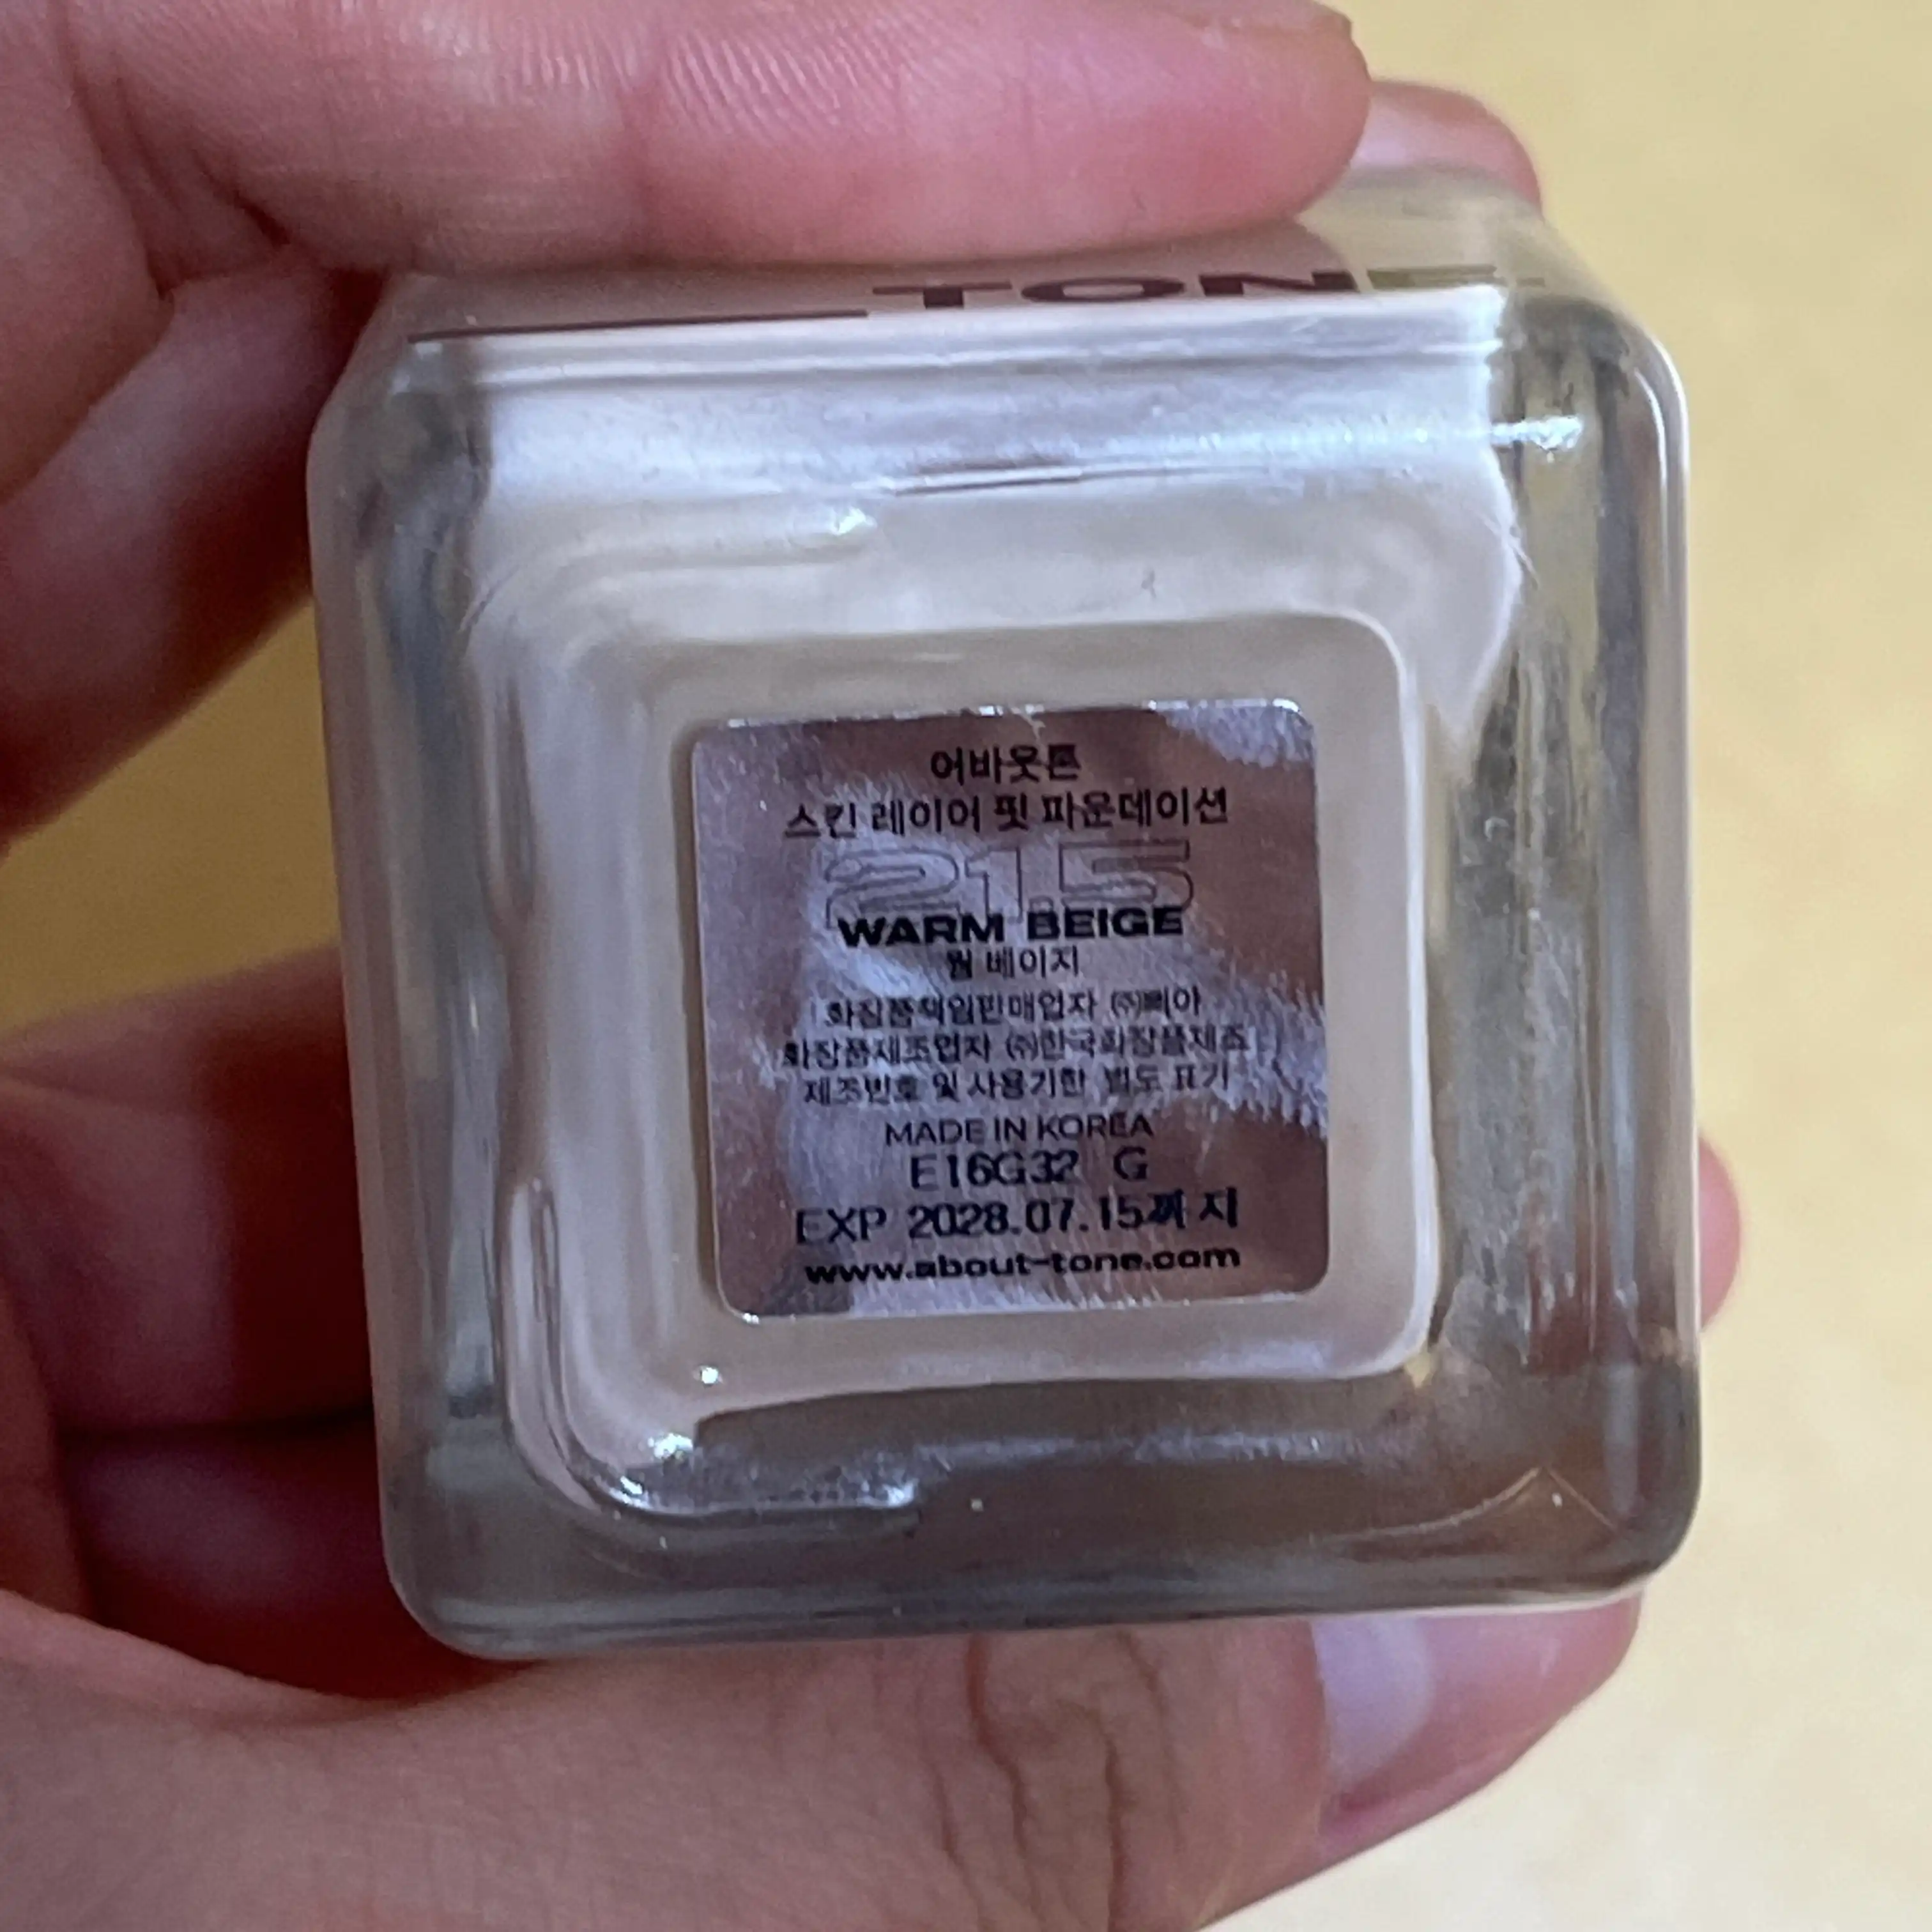 TONE
어바웃톤
스킨 레이어 핏 파운데이션
21.5
WARM BEIGE
웜 베이지
화장품책임판매업자 ㈜삐아
화장품제조업자 ㈜한국화장품제조
제조번호 및 사용기한 별도 표기
MADE IN KOREA
E16G32 G
EXP 2028.07.15까지
www.about-tone.com